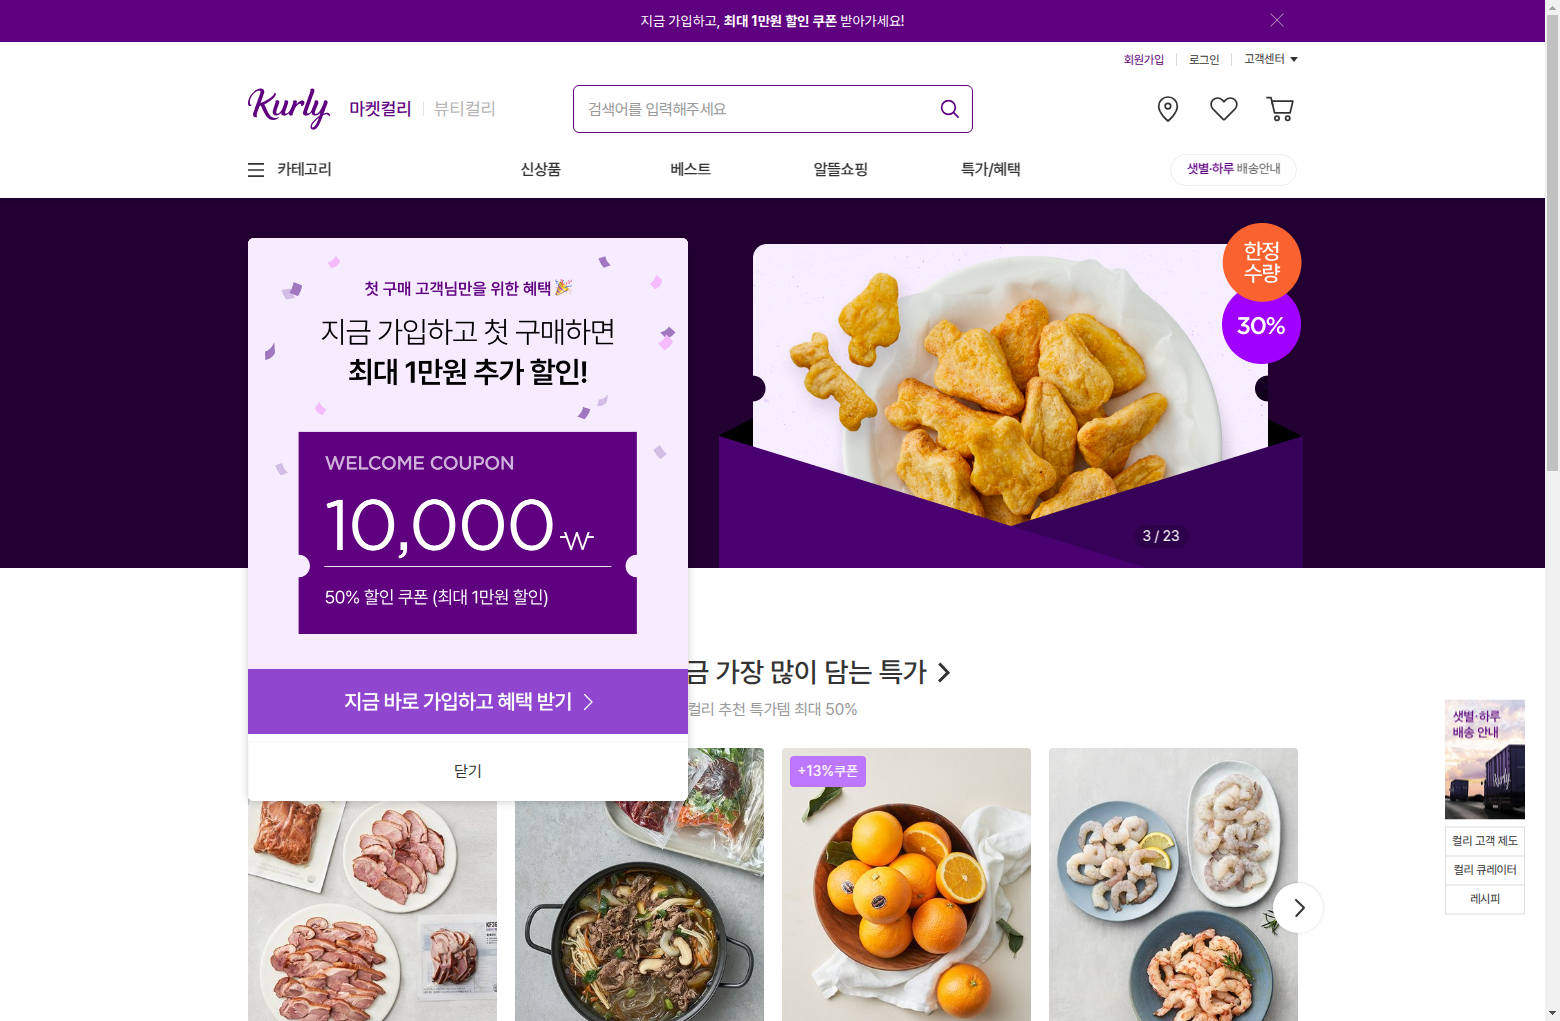 지금 가입하고, 최대 1만원 할인 쿠폰 받아가세요!
회원가입
로그인
고객센터
Kurly
마켓컬리
뷰티컬리
검색어를 입력해주세요
카테고리
신상품
베스트
알뜰쇼핑
특가/혜택
샛별·하루 배송안내
첫 구매 고객님만을 위한 혜택
지금 가입하고 첫 구매하면
최대 1만원 추가 할인!
WELCOME COUPON
10,000₩
50% 할인 쿠폰 (최대 1만원 할인)
지금 바로 가입하고 혜택 받기
닫기
한정
수량
30%
3 / 23
금 가장 많이 담는 특가
컬리 추천 특가템 최대 50%
+13%쿠폰
샛별·하루
배송 안내
Kurly
컬리 고객 제도
컬리 큐레이터
레시피